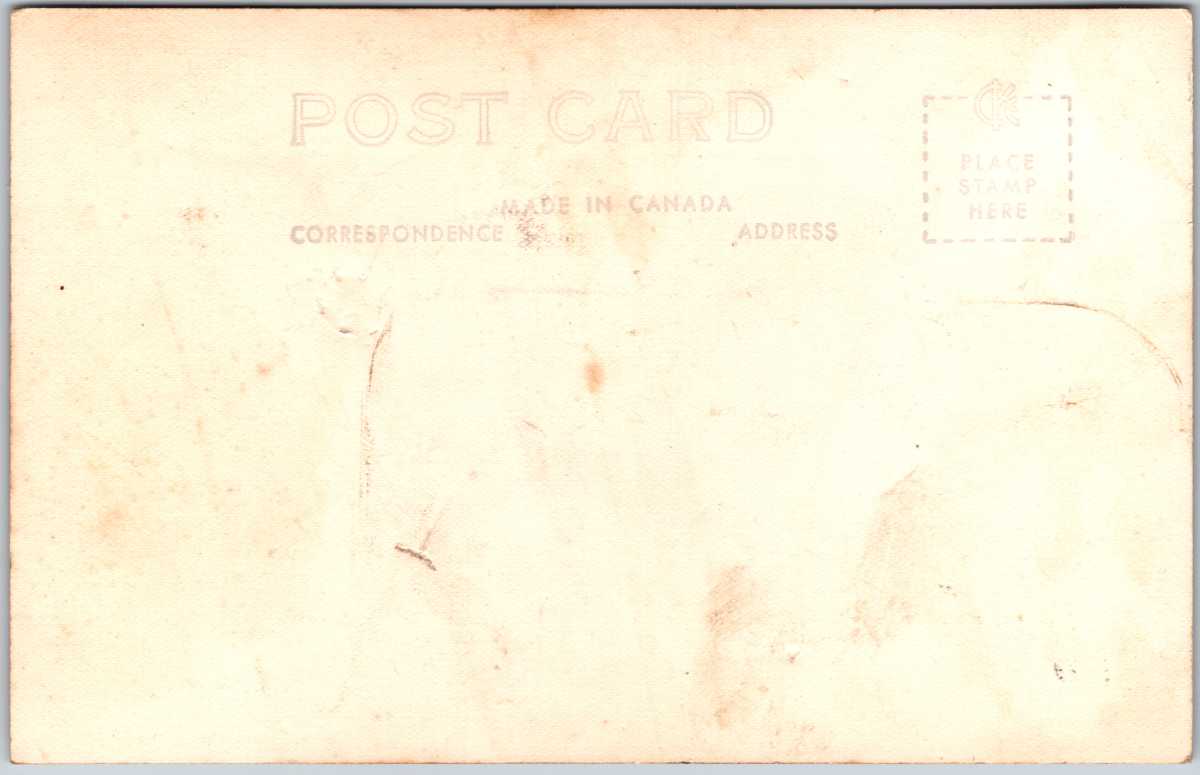 POST CARD
PLACE
STAMP
HERE
MADE IN CANADA
CORRESPONDENCE ADDRESS